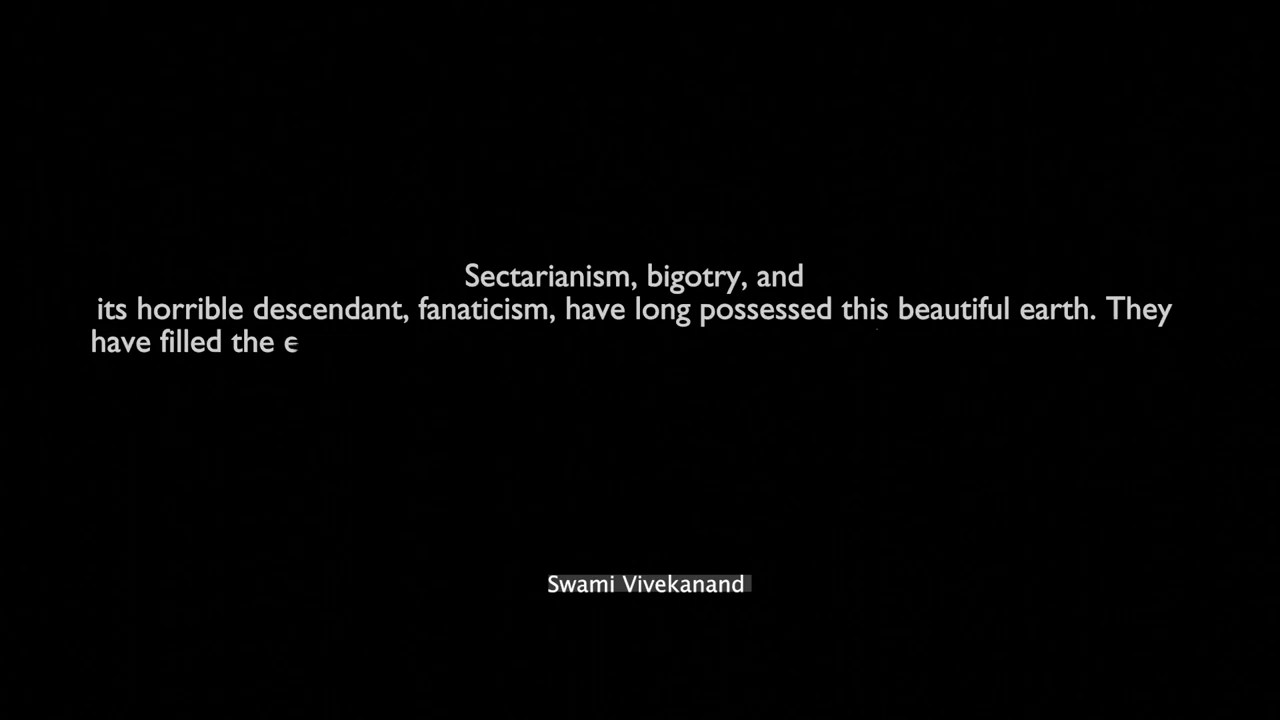 Sectarianism, bigotry, and
its horrible descendant, fanaticism, have long possessed this beautiful earth. They
have filled the e
Swami Vivekanand